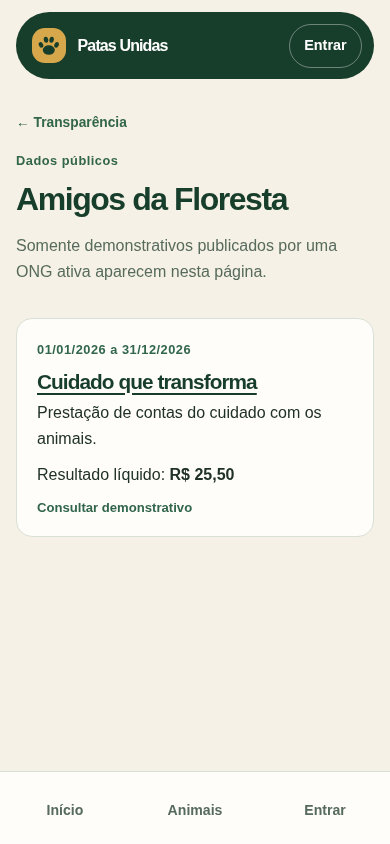 Patas Unidas
Entrar
← Transparência
Dados públicos
Amigos da Floresta
Somente demonstrativos publicados por uma
ONG ativa aparecem nesta página.
01/01/2026 a 31/12/2026
Cuidado que transforma
Prestação de contas do cuidado com os
animais.
Resultado líquido: R$ 25,50
Consultar demonstrativo
Início
Animais
Entrar